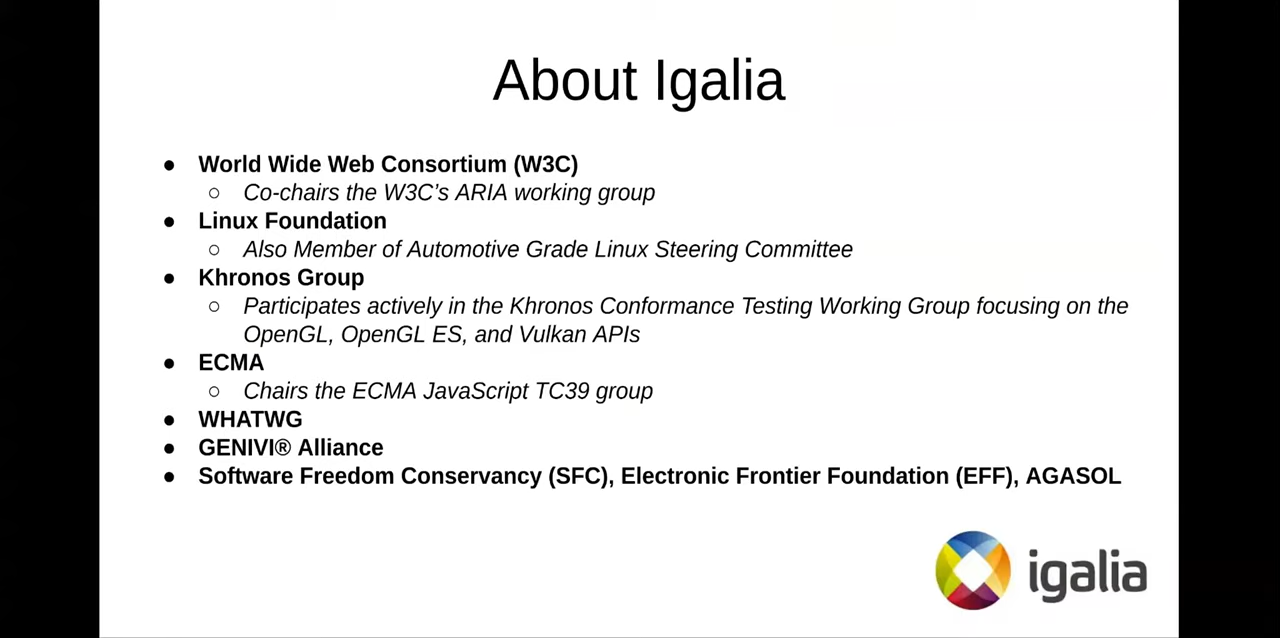 About Igalia
● World Wide Web Consortium (W3C)
○ Co-chairs the W3C’s ARIA working group
● Linux Foundation
○ Also Member of Automotive Grade Linux Steering Committee
● Khronos Group
○ Participates actively in the Khronos Conformance Testing Working Group focusing on the
OpenGL, OpenGL ES, and Vulkan APIs
● ECMA
○ Chairs the ECMA JavaScript TC39 group
● WHATWG
● GENIVI® Alliance
● Software Freedom Conservancy (SFC), Electronic Frontier Foundation (EFF), AGASOL
igalia